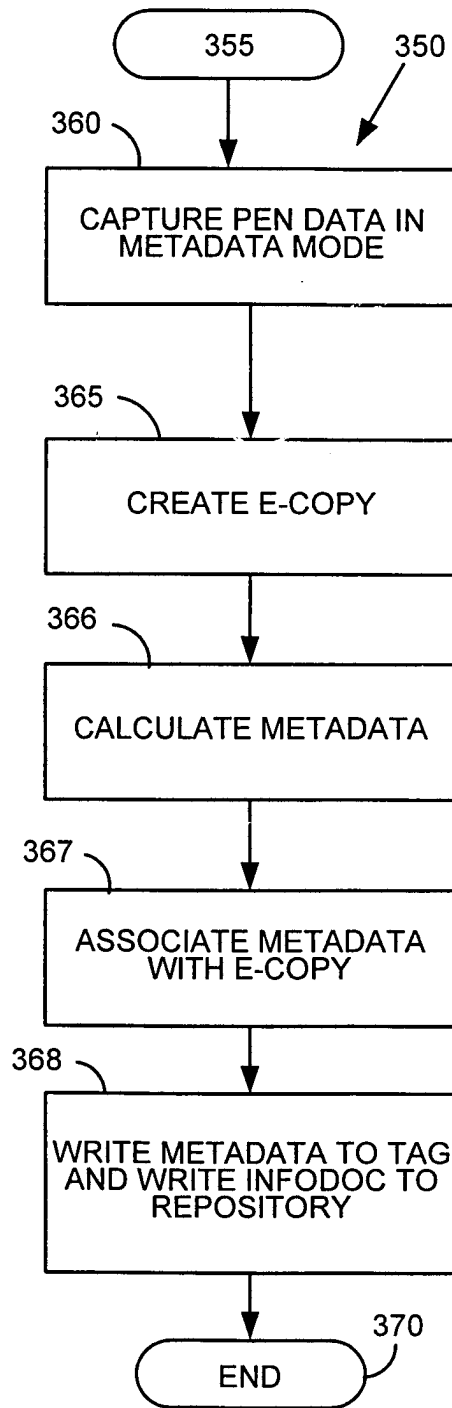 355
350
360
CAPTURE PEN DATA IN
METADATA MODE
365
CREATE E-COPY
366
CALCULATE METADATA
367
ASSOCIATE METADATA
WITH E-COPY
368
WRITE METADATA TO TAG
AND WRITE INFODOC TO
REPOSITORY
370
END